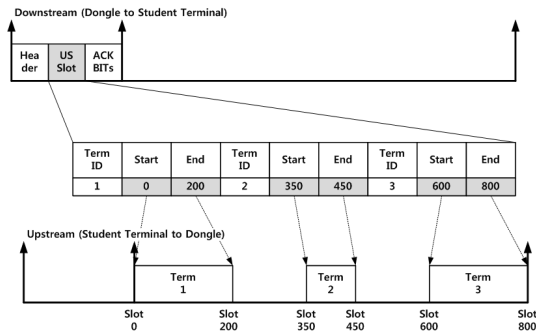 Downstream (Dongle to Student Terminal)
Hea
der
US
Slot
ACK
BITs
Term
ID
Start
End
Term
ID
Start
End
Term
ID
Start
End
1
0
200
2
350
450
3
600
800
Upstream (Student Terminal to Dongle)
Term
1
Term
2
Term
3
Slot
0
Slot
200
Slot
350
Slot
450
Slot
600
Slot
800